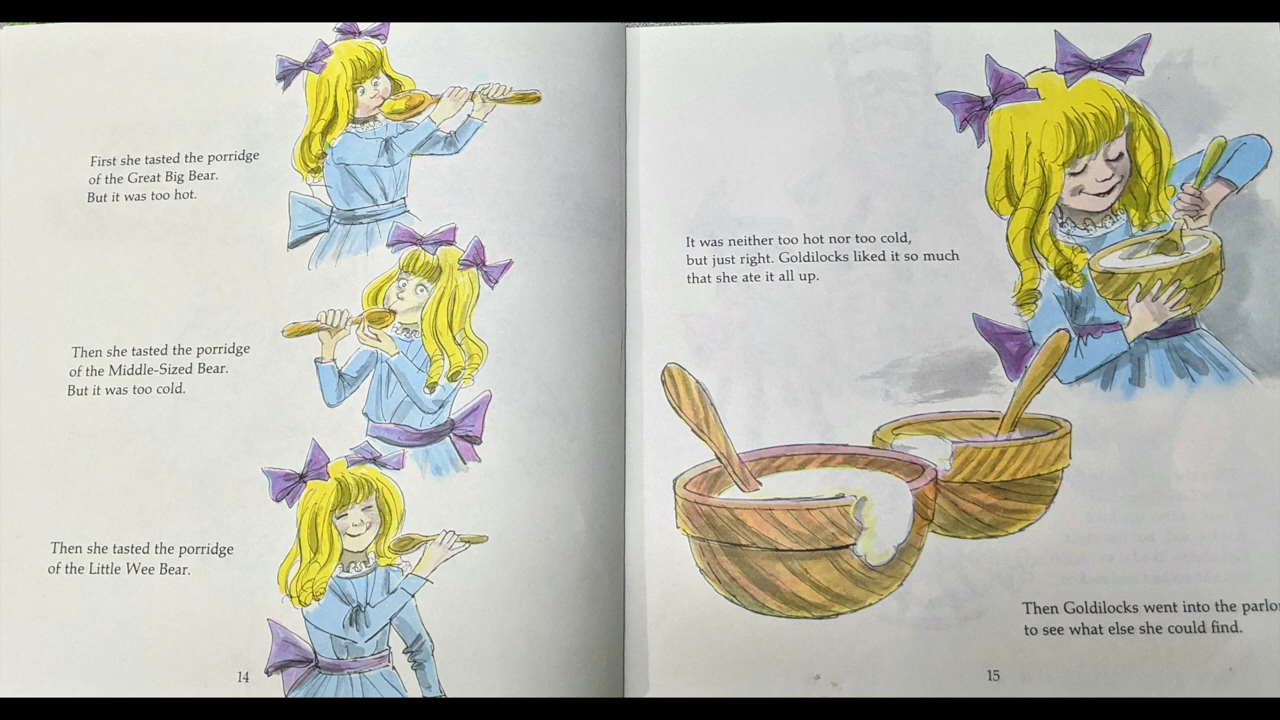 First she tasted the porridge
of the Great Big Bear.
But it was too hot.
Then she tasted the porridge
of the Middle-Sized Bear.
But it was too cold.
Then she tasted the porridge
of the Little Wee Bear.
14
It was neither too hot nor too cold,
but just right. Goldilocks liked it so much
that she ate it all up.
Then Goldilocks went into the parlo
to see what else she could find.
15